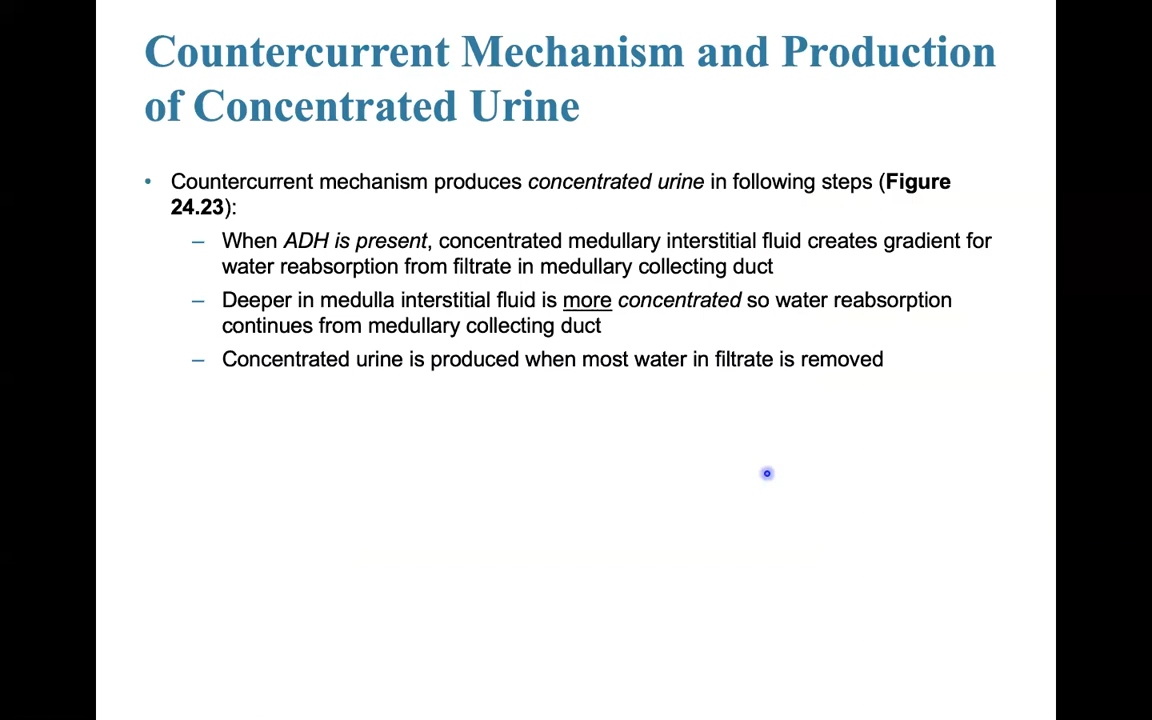 Countercurrent Mechanism and Production
of Concentrated Urine
• Countercurrent mechanism produces concentrated urine in following steps (Figure
24.23):
– When ADH is present, concentrated medullary interstitial fluid creates gradient for
water reabsorption from filtrate in medullary collecting duct
– Deeper in medulla interstitial fluid is more concentrated so water reabsorption
continues from medullary collecting duct
– Concentrated urine is produced when most water in filtrate is removed